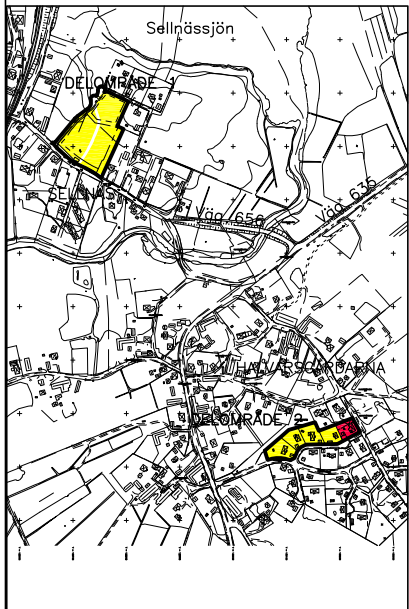 Sellnässjön
DELOMRÅDE 1
SELLNÄS
Väg 656
Väg 635
HALVARSGÅRDARNA
DELOMRÅDE 2